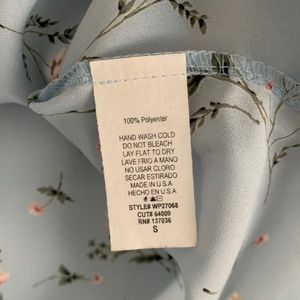 100% Polyester
HAND WASH COLD
DO NOT BLEACH
LAY FLAT TO DRY
LAVE FRIO A MANO
NO USAR CLORO
SECAR ESTIRADO
MADE IN U.S.A
HECHO EN U.S.A
STYLE# WP27068
CUT# 64009
RN# 137036
S